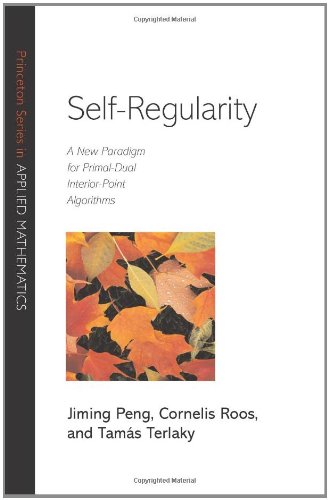 Copyrighted Material
Princeton Series in APPLIED MATHEMATICS
Self-Regularity
A New Paradigm
for Primal-Dual
Interior-Point
Algorithms
Jiming Peng, Cornelis Roos,
and Tamás Terlaky
Copyrighted Material